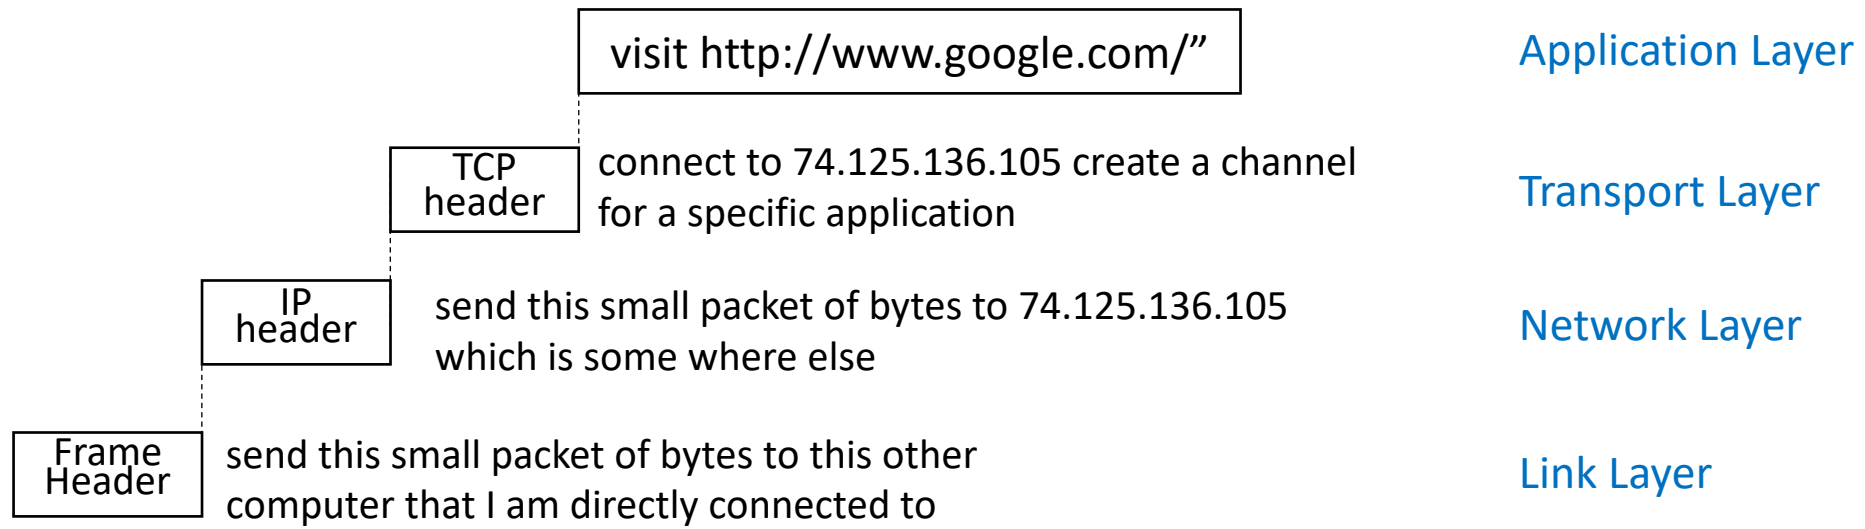 visit http://www.google.com/”
Application Layer
TCP
header
connect to 74.125.136.105 create a channel
for a specific application
Transport Layer
IP
header
send this small packet of bytes to 74.125.136.105
which is some where else
Network Layer
Frame
Header
send this small packet of bytes to this other
computer that I am directly connected to
Link Layer